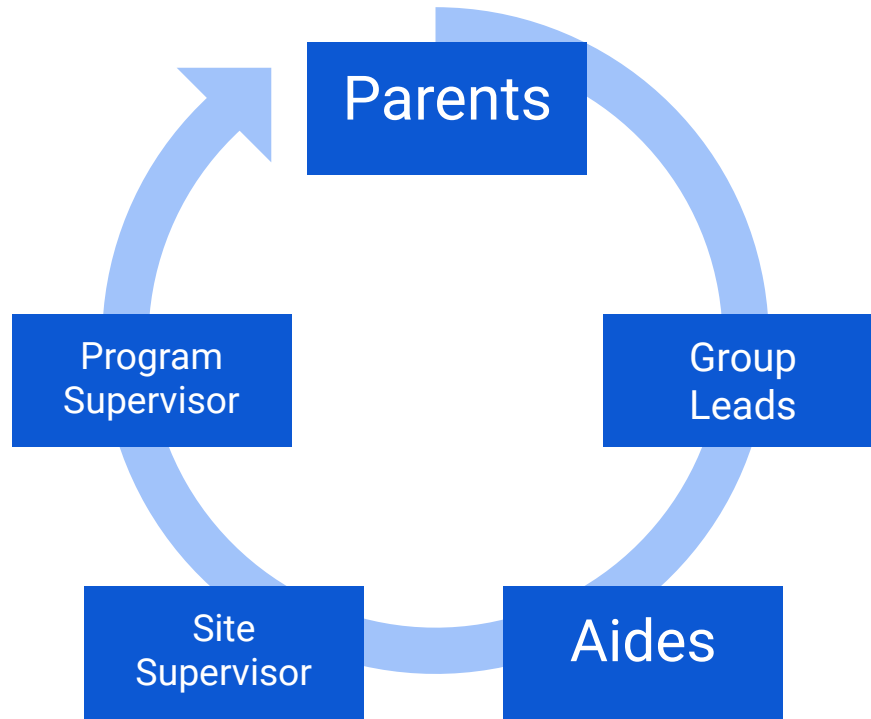 Parents
Group
Leads
Aides
Site
Supervisor
Program
Supervisor